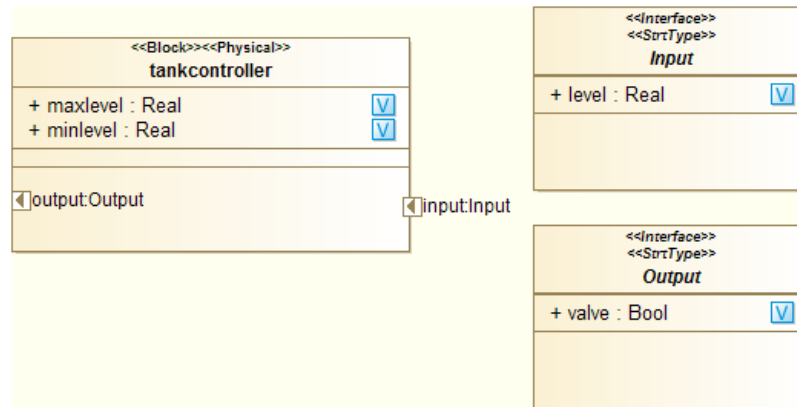 <<Block>><<Physical>>
tankcontroller
+ maxlevel : Real V
+ minlevel : Real V
output:Output
input:Input
<<Interface>>
<<StrtType>>
Input
+ level : Real V
<<Interface>>
<<StrtType>>
Output
+ valve : Bool V